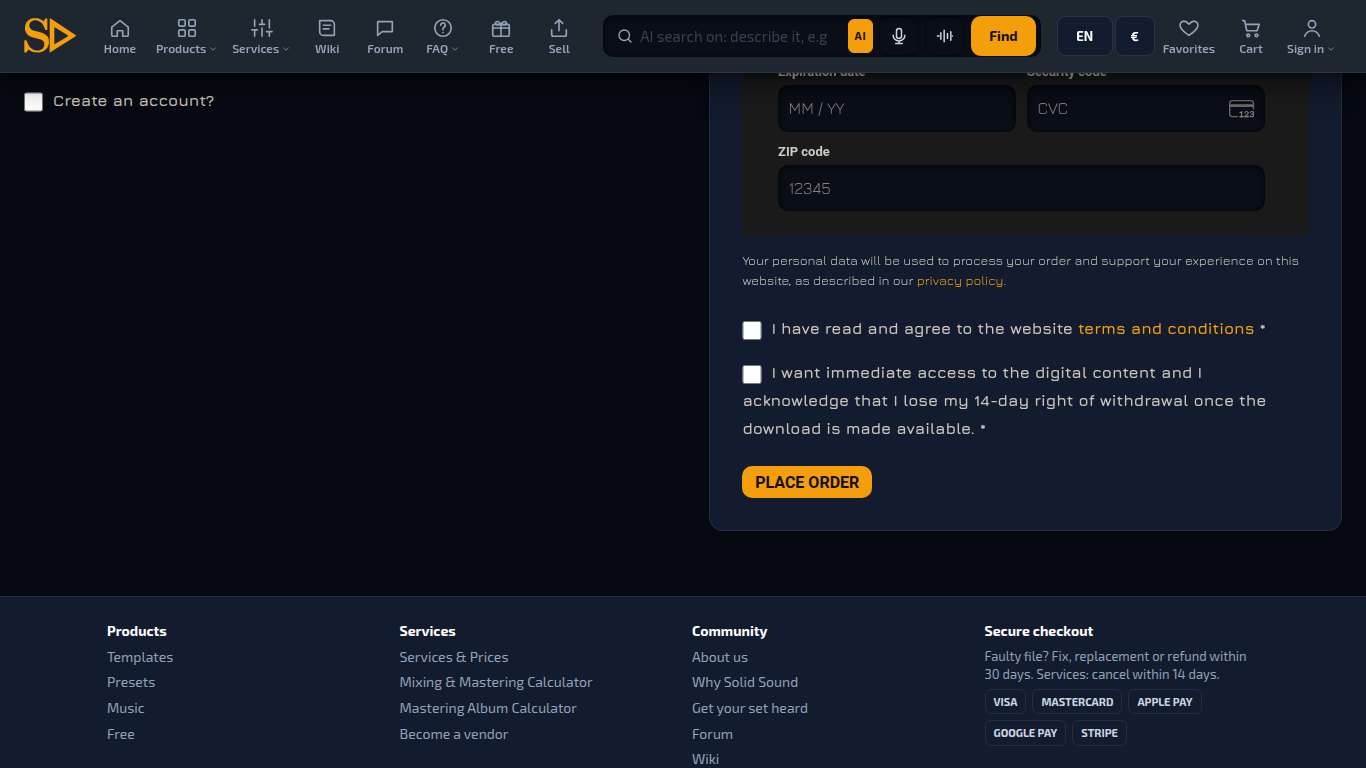 Home
Products
Services
Wiki
Forum
FAQ
Free
Sell
AI search on: describe it, e.g
AI
Find
EN
€
Favorites
Cart
Sign in
Create an account?
Expiration date
Security code
MM / YY
CVC
123
ZIP code
12345
Your personal data will be used to process your order and support your experience on this
website, as described in our privacy policy.
I have read and agree to the website terms and conditions *
I want immediate access to the digital content and I
acknowledge that I lose my 14-day right of withdrawal once the
download is made available. *
PLACE ORDER
Products
Templates
Presets
Music
Free
Services
Services & Prices
Mixing & Mastering Calculator
Mastering Album Calculator
Become a vendor
Community
About us
Why Solid Sound
Get your set heard
Forum
Wiki
Secure checkout
Faulty file? Fix, replacement or refund within
30 days. Services: cancel within 14 days.
VISA
MASTERCARD
APPLE PAY
GOOGLE PAY
STRIPE